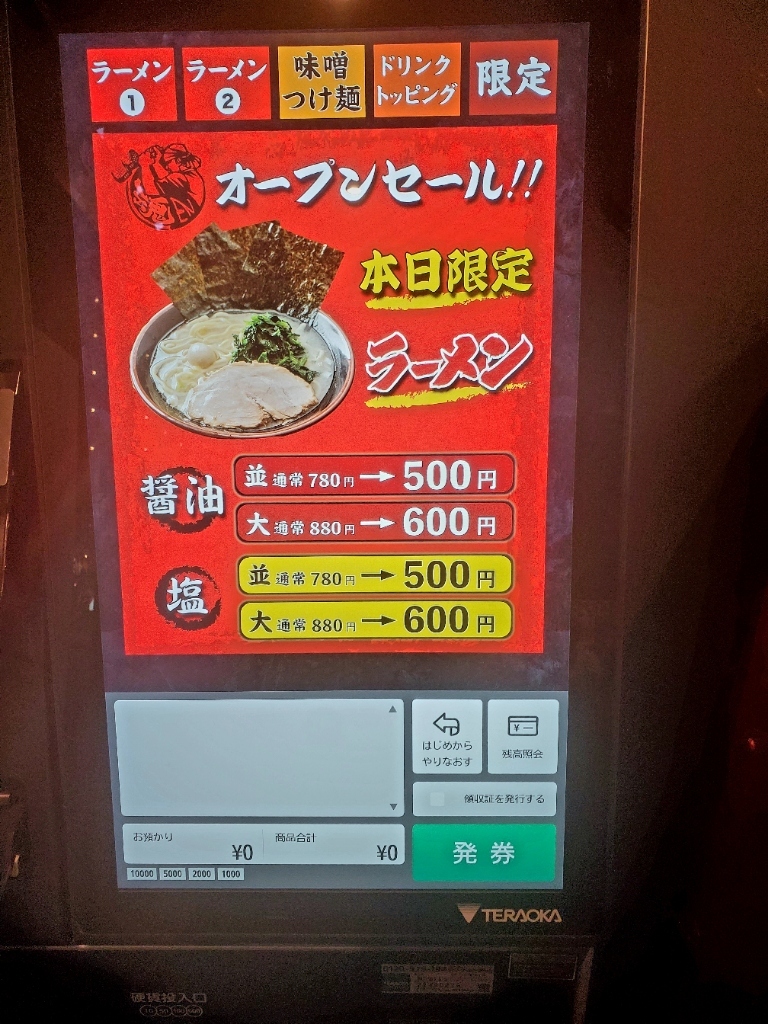 ラーメン
①
ラーメン
②
味噌
つけ麺
ドリンク
トッピング
限定
オープンセール!!
本日限定
ラーメン
醤油
並 通常 780円 → 500円
大 通常 880円 → 600円
塩
並 通常 780円 → 500円
大 通常 880円 → 600円
はじめから
やりなおす
残高照会
領収証を発行する
お預かり
¥0
商品合計
¥0
10000 5000 2000 1000
発券
TERAOKA
硬貨投入口